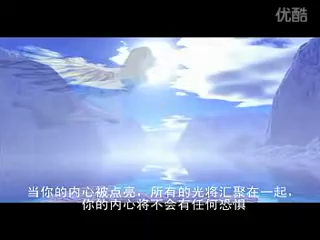 优酷
当你的内心被点亮，所有的光将汇聚在一起，
你的内心将不会有任何恐惧